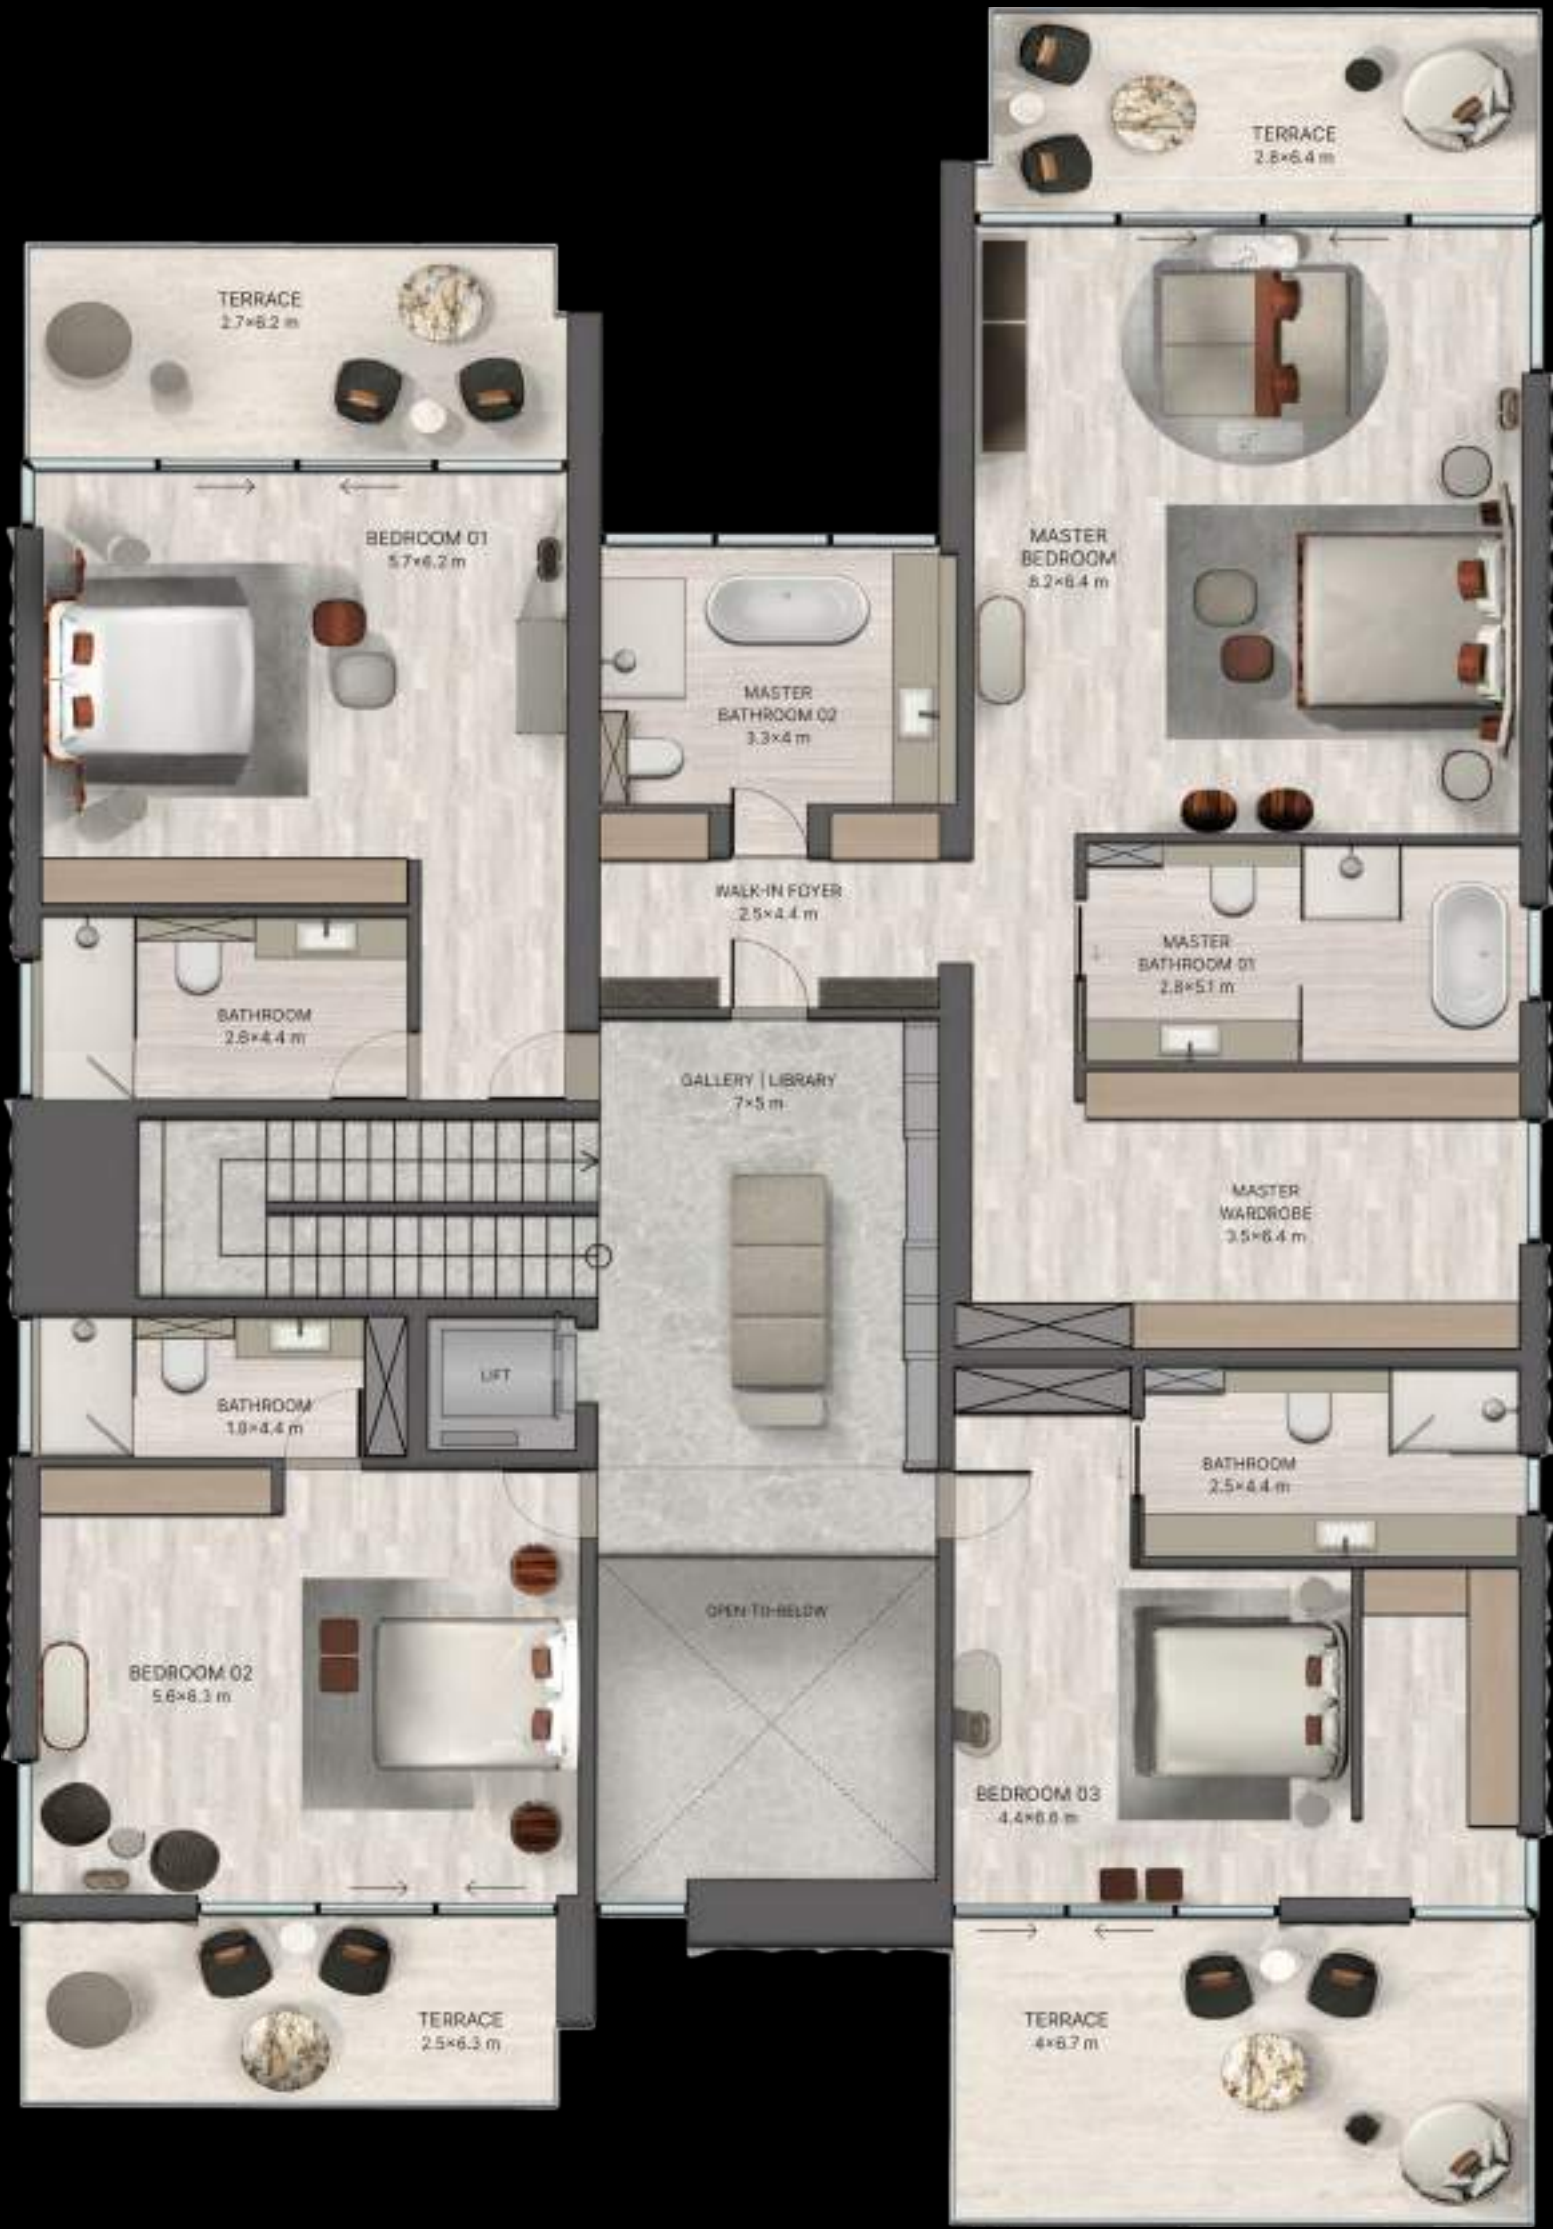 TERRACE
2.8×6.4 m
TERRACE
2.7×6.2 m
BEDROOM 01
5.7×6.2 m
MASTER
BEDROOM
8.2×6.4 m
MASTER
BATHROOM 02
3.3×4 m
WALK-IN FOYER
2.5×4.4 m
MASTER
BATHROOM 01
2.8×5.1 m
BATHROOM
2.6×4.4 m
GALLERY | LIBRARY
7×5 m
MASTER
WARDROBE
3.5×6.4 m
LIFT
BATHROOM
1.8×4.4 m
BATHROOM
2.5×4.4 m
OPEN-TO-BELOW
BEDROOM 02
5.6×6.3 m
BEDROOM 03
4.4×6.6 m
TERRACE
2.5×6.3 m
TERRACE
4×6.7 m